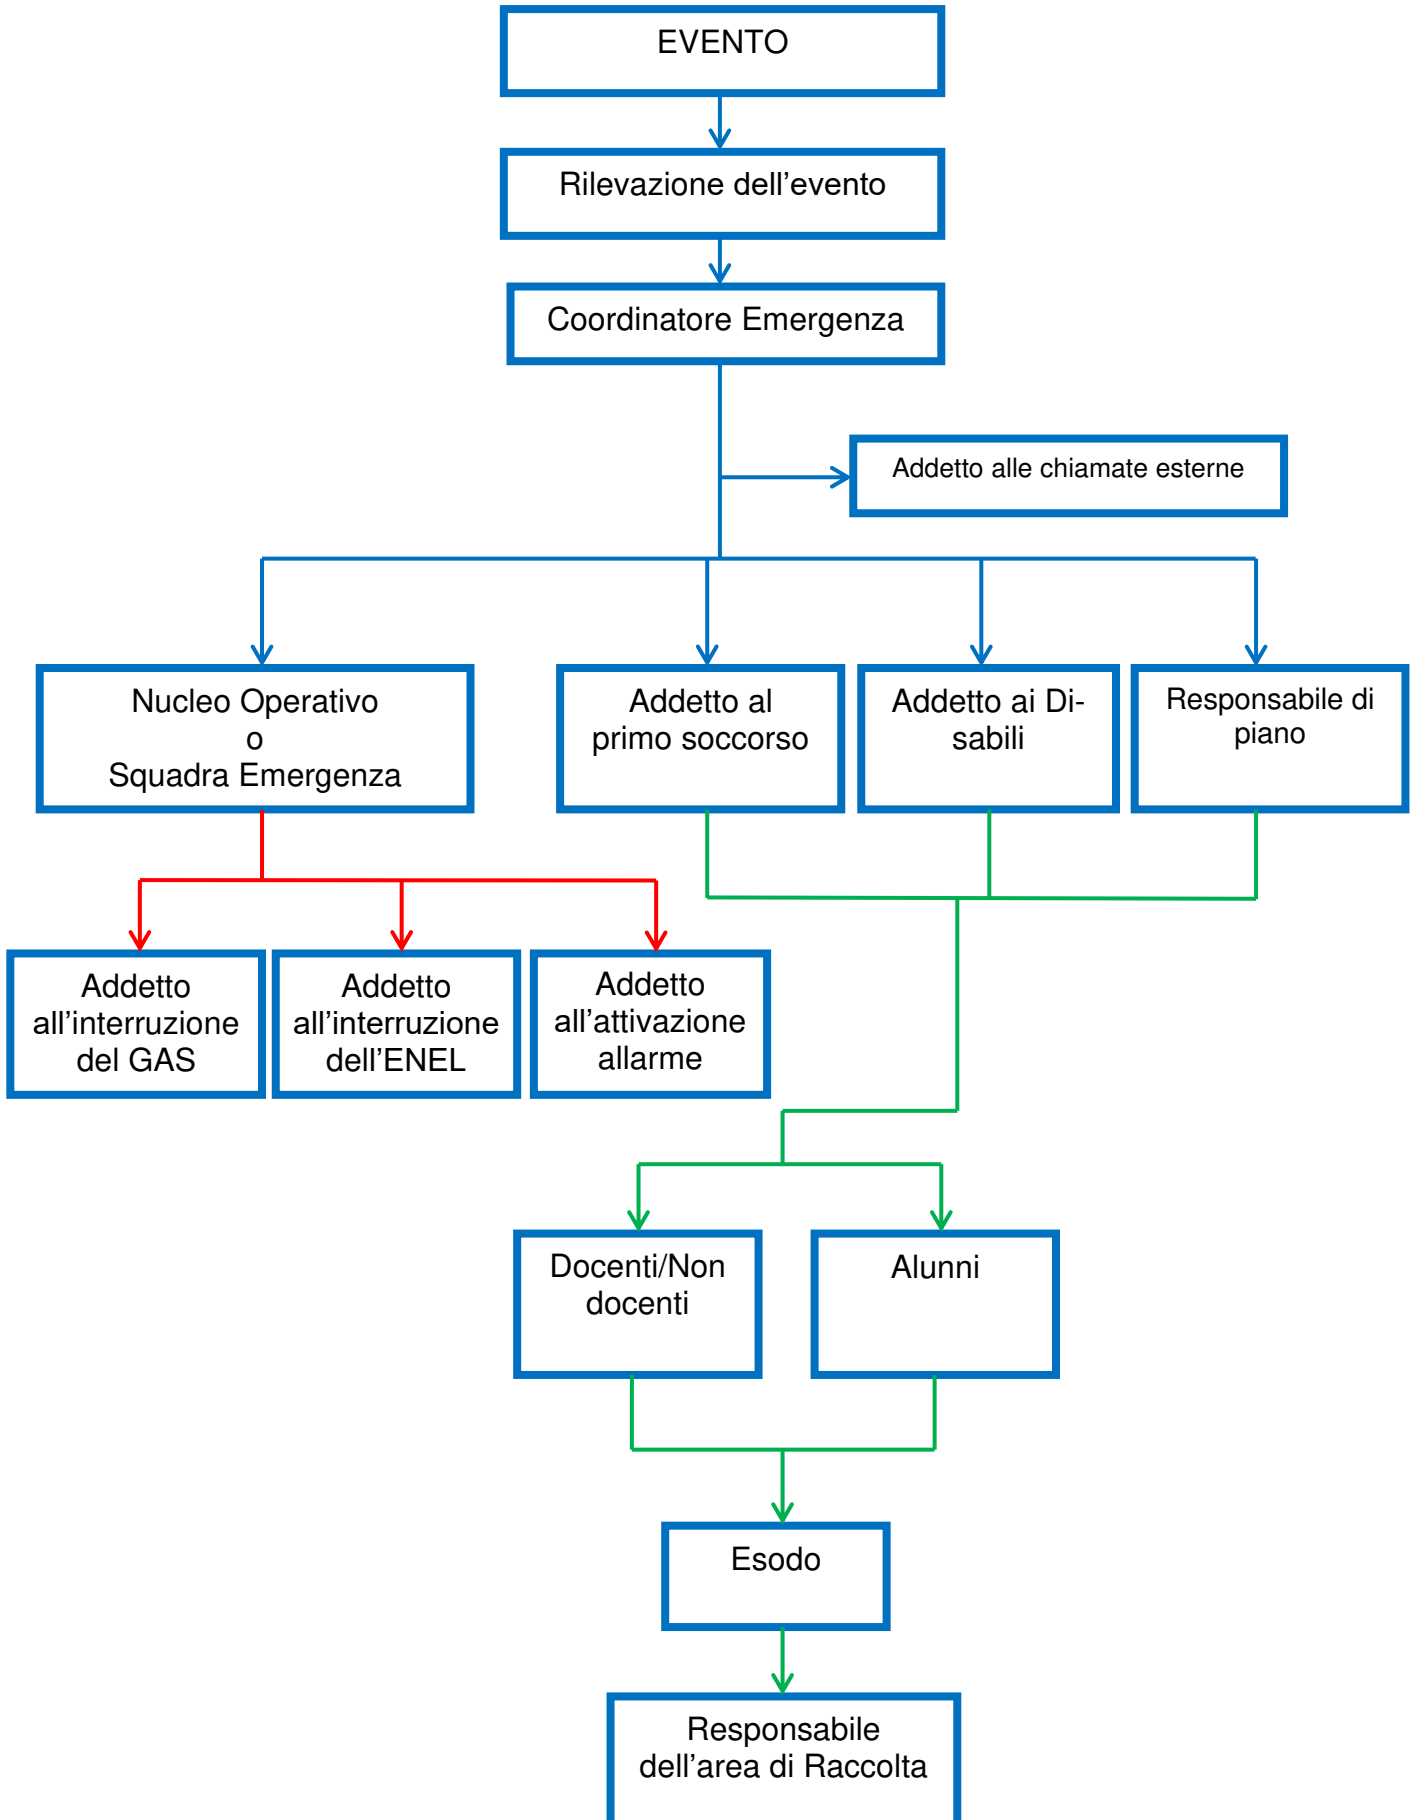 EVENTO
Rilevazione dell’evento
Coordinatore Emergenza
Addetto alle chiamate esterne
Nucleo Operativo
o
Squadra Emergenza
Addetto al
primo soccorso
Addetto ai Di-
sabili
Responsabile di
piano
Addetto
all’interruzione
del GAS
Addetto
all’interruzione
dell’ENEL
Addetto
all’attivazione
allarme
Docenti/Non
docenti
Alunni
Esodo
Responsabile
dell’area di Raccolta